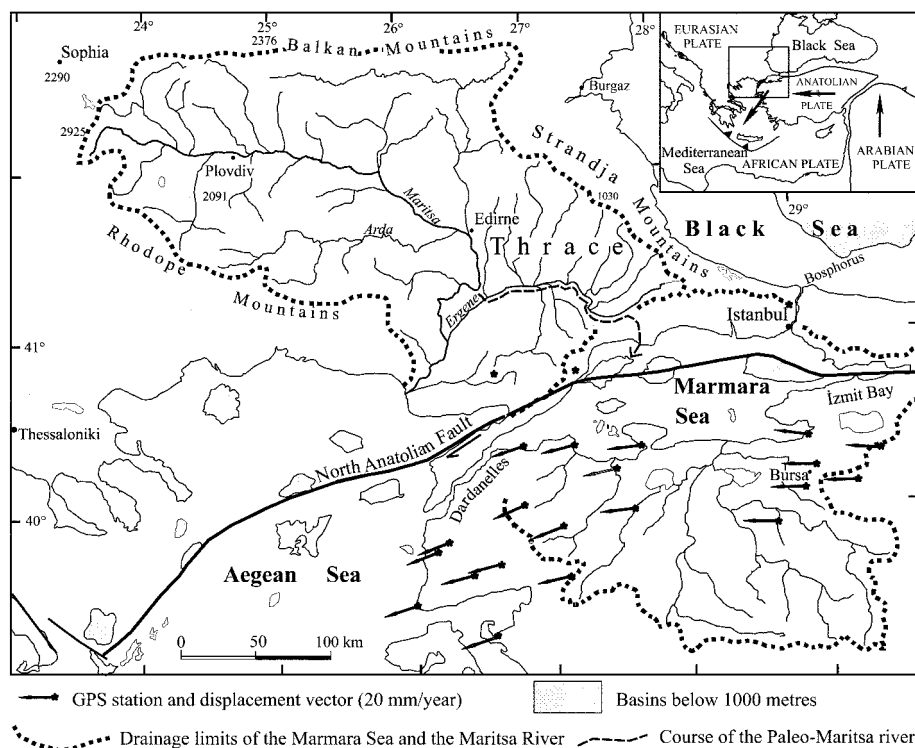 24°
25°
26°
27°
28°
Sophia
2290
2376
Balkan Mountains
2925
Plovdiv
2091
Maritsa
Arda
Edirne
Burgaz
Strandja
Mountains
1030
Thrace
Rhodope
Mountains
Ergene
EURASIAN
PLATE
Black Sea
ANATOLIAN
PLATE
Mediterranean
Sea
AFRICAN PLATE
ARABIAN
PLATE
29°
Black Sea
Bosphorus
Istanbul
41°
Marmara
Sea
İzmit Bay
Thessaloniki
North Anatolian Fault
Dardanelles
Bursa
40°
Aegean Sea
0 50 100 km
GPS station and displacement vector (20 mm/year)
Basins below 1000 metres
Drainage limits of the Marmara Sea and the Maritsa River
Course of the Paleo-Maritsa river